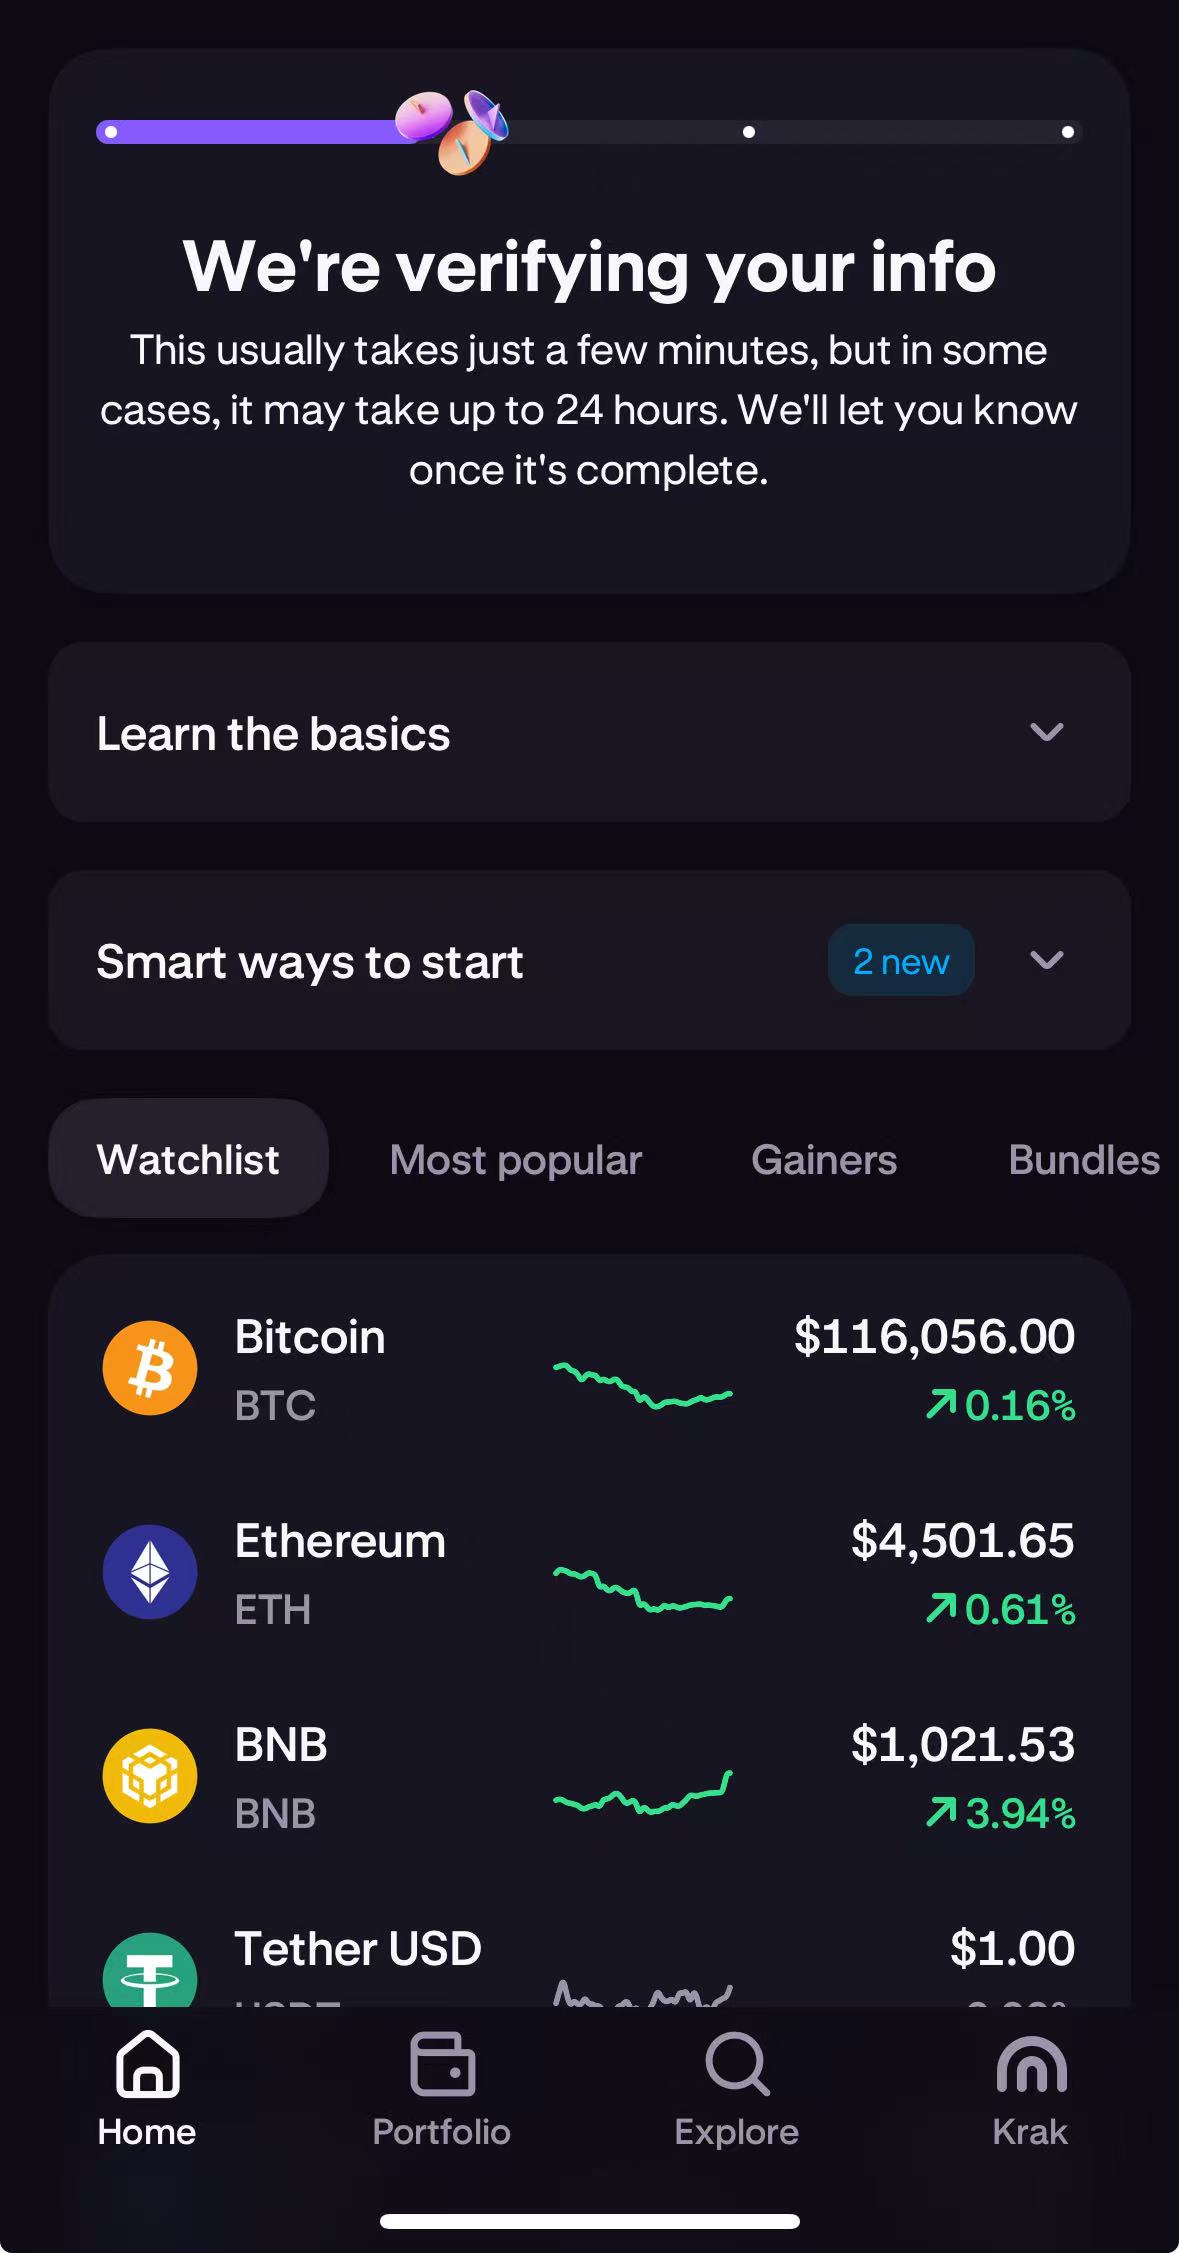 We're verifying your info
This usually takes just a few minutes, but in some
cases, it may take up to 24 hours. We'll let you know
once it's complete.
Learn the basics
Smart ways to start
2 new
Watchlist
Most popular
Gainers
Bundles
Bitcoin
$116,056.00
BTC
0.16%
Ethereum
$4,501.65
ETH
0.61%
BNB
$1,021.53
BNB
3.94%
Tether USD
$1.00
Home
Portfolio
Explore
Krak